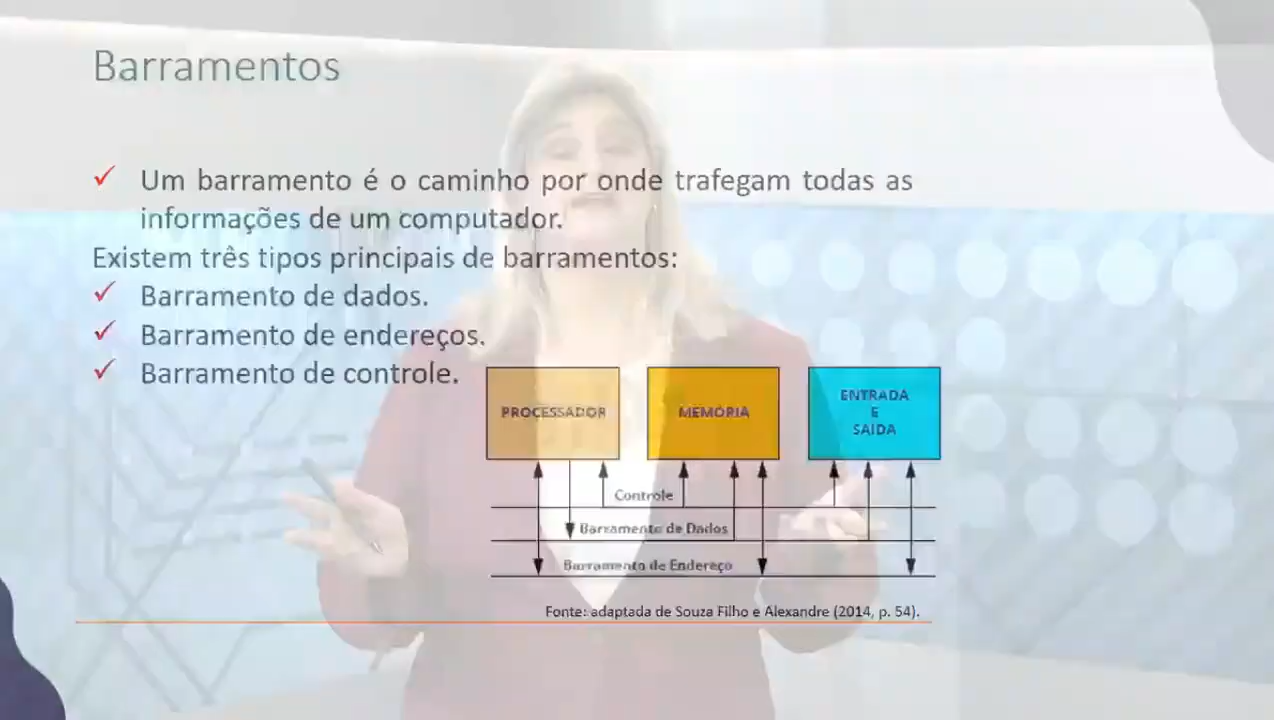 Barramentos
Um barramento é o caminho por onde trafegam todas as
informações de um computador.
Existem três tipos principais de barramentos:
Barramento de dados.
Barramento de endereços.
Barramento de controle.
PROCESSADOR
MEMÓRIA
ENTRADA
E
SAÍDA
Controle
Barramento de Dados
Barramento de Endereço
Fonte: adaptada de Souza Filho e Alexandre (2014, p. 54).